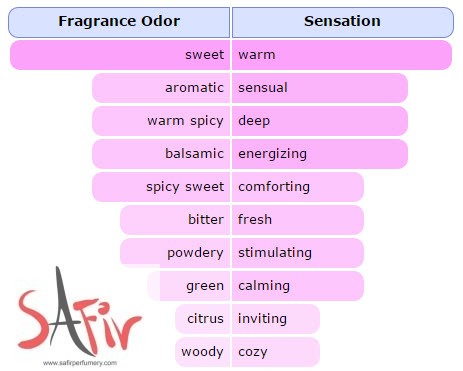 Fragrance Odor Sensation
sweet warm
aromatic sensual
warm spicy deep
balsamic energizing
spicy sweet comforting
bitter fresh
powdery stimulating
green calming
citrus inviting
woody cozy
SAFir
www.safirperfumery.com